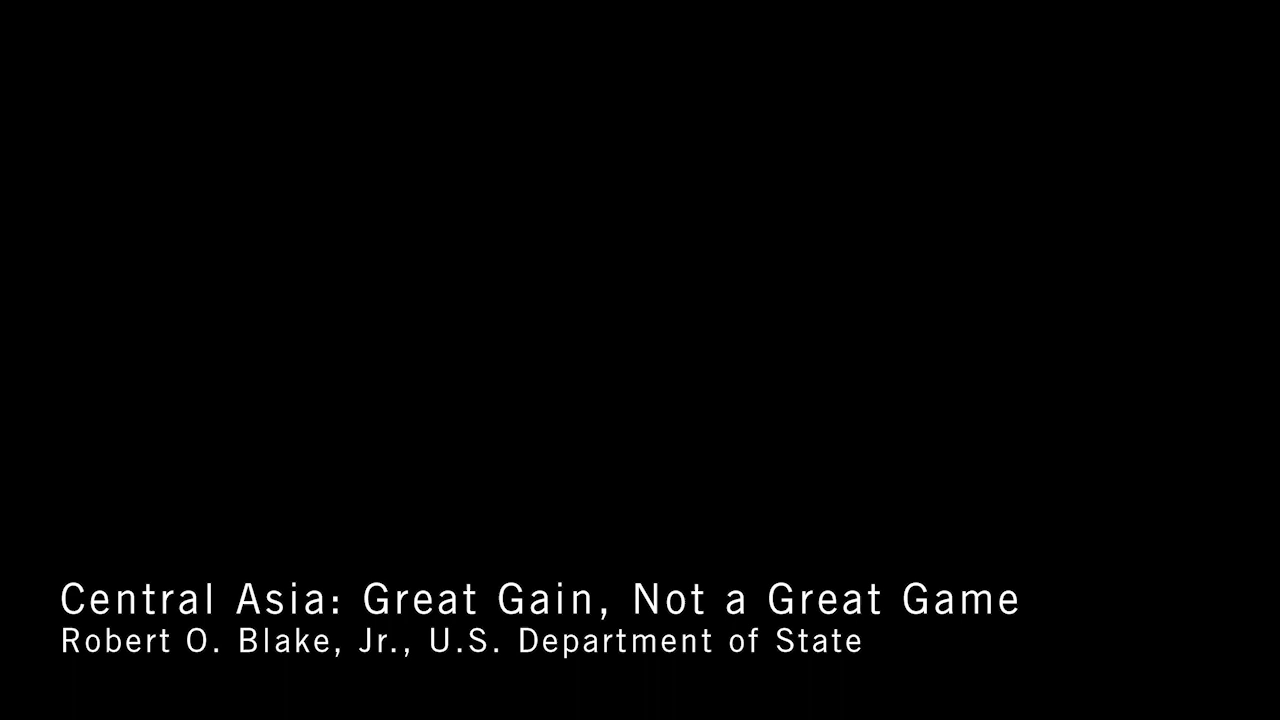 Central Asia: Great Gain, Not a Great Game
Robert O. Blake, Jr., U.S. Department of State